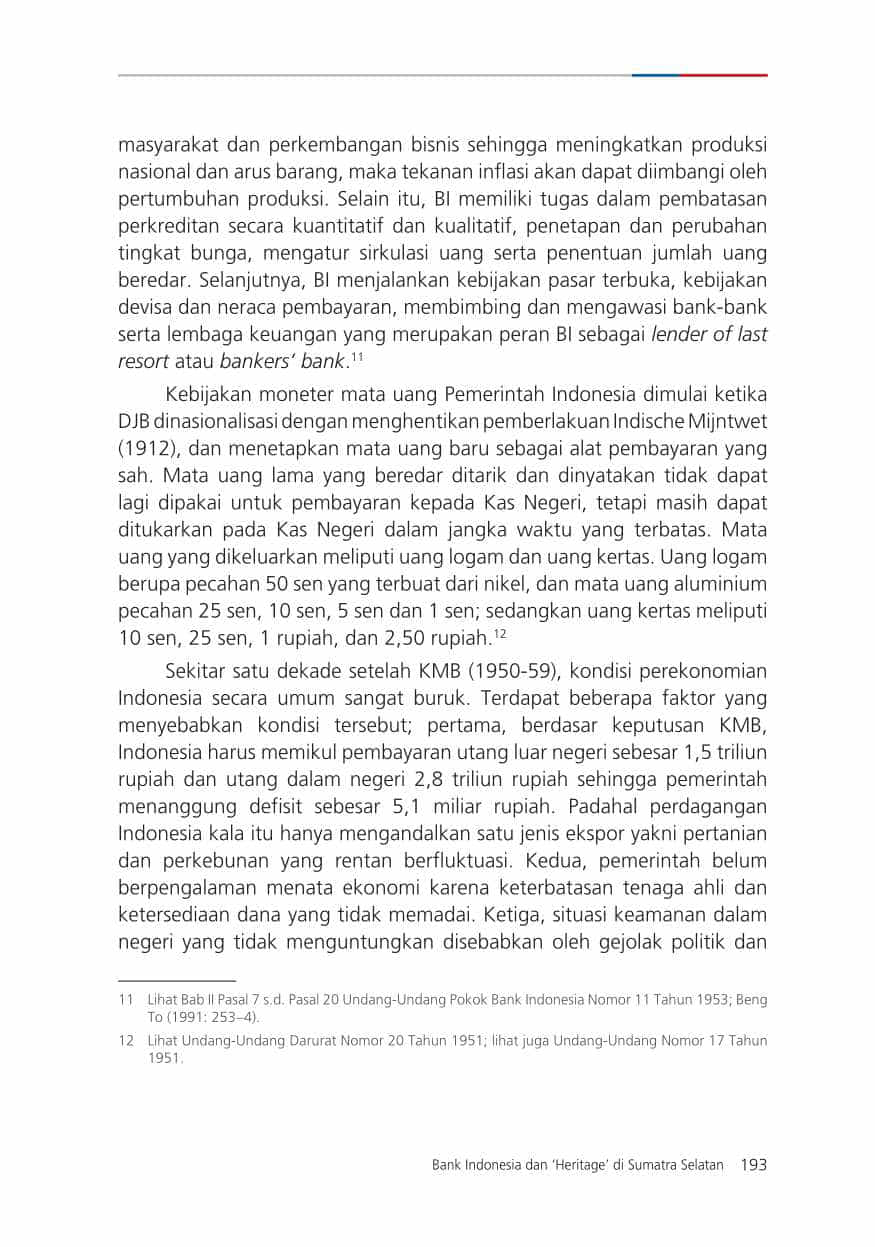 masyarakat dan perkembangan bisnis sehingga meningkatkan produksi
nasional dan arus barang, maka tekanan inflasi akan dapat diimbangi oleh
pertumbuhan produksi. Selain itu, BI memiliki tugas dalam pembatasan
perkreditan secara kuantitatif dan kualitatif, penetapan dan perubahan
tingkat bunga, mengatur sirkulasi uang serta penentuan jumlah uang
beredar. Selanjutnya, BI menjalankan kebijakan pasar terbuka, kebijakan
devisa dan neraca pembayaran, membimbing dan mengawasi bank-bank
serta lembaga keuangan yang merupakan peran BI sebagai lender of last
resort atau bankers’ bank.11
Kebijakan moneter mata uang Pemerintah Indonesia dimulai ketika
DJB dinasionalisasi dengan menghentikan pemberlakuan Indische Mijntwet
(1912), dan menetapkan mata uang baru sebagai alat pembayaran yang
sah. Mata uang lama yang beredar ditarik dan dinyatakan tidak dapat
lagi dipakai untuk pembayaran kepada Kas Negeri, tetapi masih dapat
ditukarkan pada Kas Negeri dalam jangka waktu yang terbatas. Mata
uang yang dikeluarkan meliputi uang logam dan uang kertas. Uang logam
berupa pecahan 50 sen yang terbuat dari nikel, dan mata uang aluminium
pecahan 25 sen, 10 sen, 5 sen dan 1 sen; sedangkan uang kertas meliputi
10 sen, 25 sen, 1 rupiah, dan 2,50 rupiah.12
Sekitar satu dekade setelah KMB (1950-59), kondisi perekonomian
Indonesia secara umum sangat buruk. Terdapat beberapa faktor yang
menyebabkan kondisi tersebut; pertama, berdasar keputusan KMB,
Indonesia harus memikul pembayaran utang luar negeri sebesar 1,5 triliun
rupiah dan utang dalam negeri 2,8 triliun rupiah sehingga pemerintah
menanggung defisit sebesar 5,1 miliar rupiah. Padahal perdagangan
Indonesia kala itu hanya mengandalkan satu jenis ekspor yakni pertanian
dan perkebunan yang rentan berfluktuasi. Kedua, pemerintah belum
berpengalaman menata ekonomi karena keterbatasan tenaga ahli dan
ketersediaan dana yang tidak memadai. Ketiga, situasi keamanan dalam
negeri yang tidak menguntungkan disebabkan oleh gejolak politik dan
11 Lihat Bab II Pasal 7 s.d. Pasal 20 Undang-Undang Pokok Bank Indonesia Nomor 11 Tahun 1953; Beng
To (1991: 253–4).
12 Lihat Undang-Undang Darurat Nomor 20 Tahun 1951; lihat juga Undang-Undang Nomor 17 Tahun
1951.
Bank Indonesia dan ‘Heritage’ di Sumatra Selatan 193